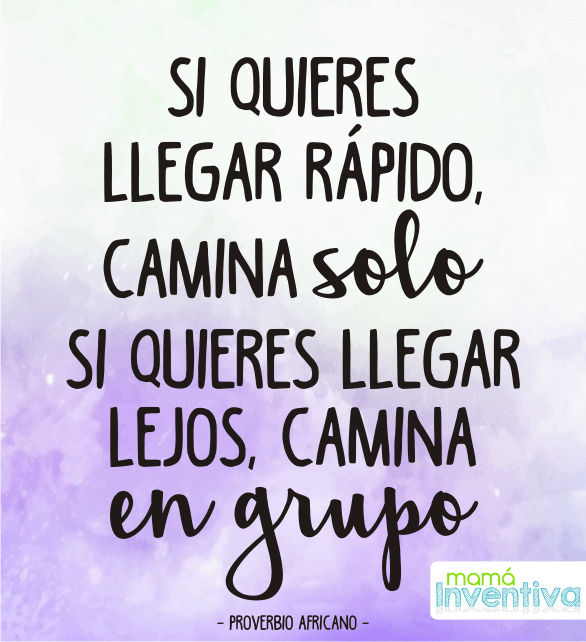 SI QUIERES
LLEGAR RÁPIDO,
CAMINA solo
SI QUIERES LLEGAR
LEJOS, CAMINA
en grupo
- PROVERBIO AFRICANO -
mamá
inventiva